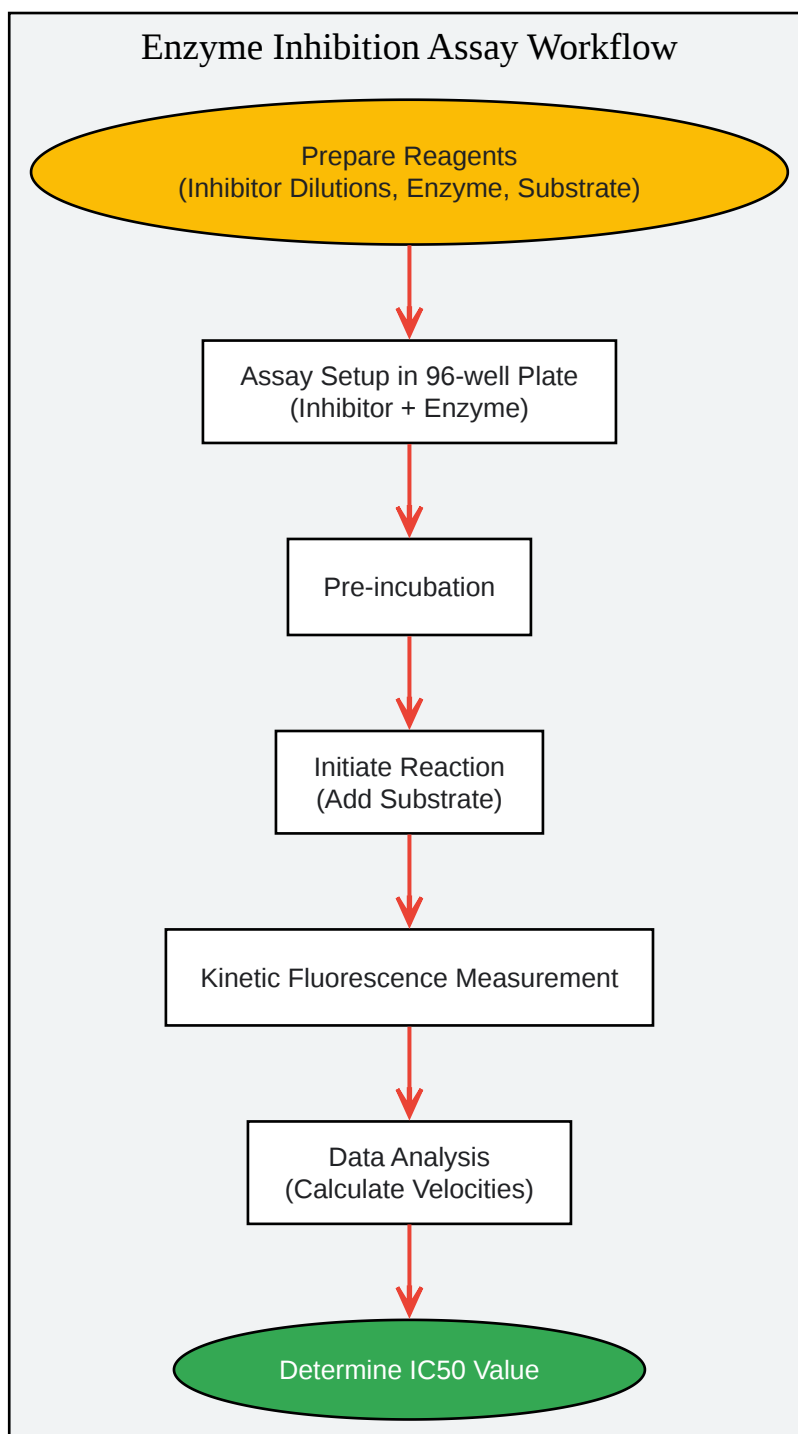 Enzyme Inhibition Assay Workflow
Prepare Reagents
(Inhibitor Dilutions, Enzyme, Substrate)
Assay Setup in 96-well Plate
(Inhibitor + Enzyme)
Pre-incubation
Initiate Reaction
(Add Substrate)
Kinetic Fluorescence Measurement
Data Analysis
(Calculate Velocities)
Determine IC50 Value